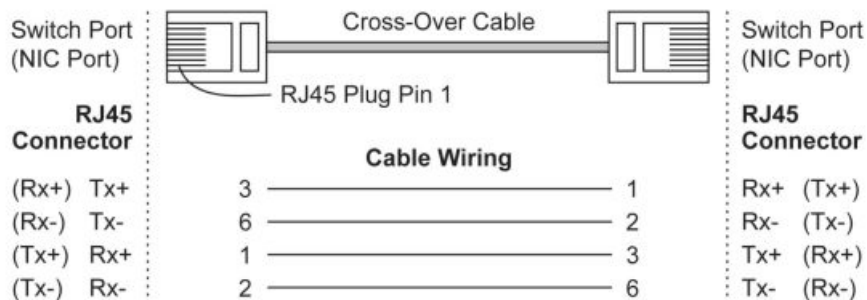 Switch Port
(NIC Port)
Cross-Over Cable
Switch Port
(NIC Port)
RJ45 Plug Pin 1
RJ45
Connector
RJ45
Connector
Cable Wiring
(Rx+) Tx+ 3 1 Rx+ (Tx+)
(Rx-) Tx- 6 2 Rx- (Tx-)
(Tx+) Rx+ 1 3 Tx+ (Rx+)
(Tx-) Rx- 2 6 Tx- (Rx-)